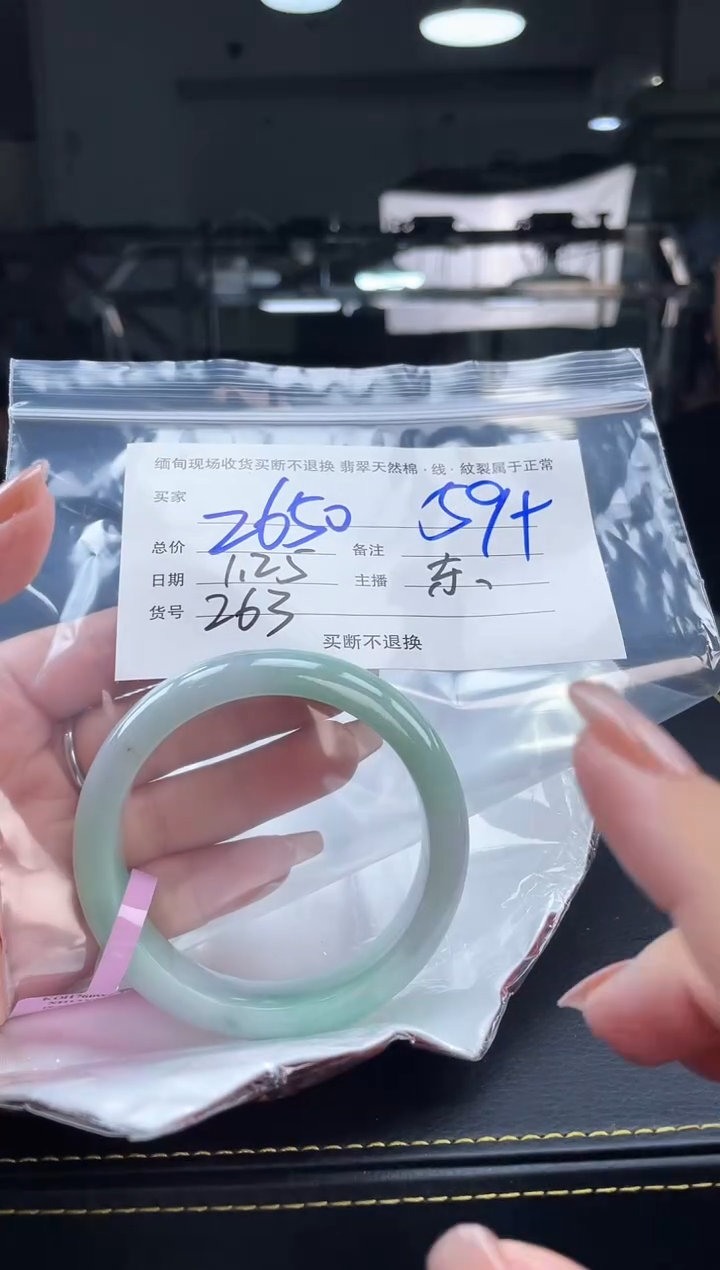 缅甸现场收货买断不退换 翡翠天然棉·线·紋裂属于正常
买家
总价 2650 备注 59+
日期 1.25 主播 东、
货号 263
买断不退换